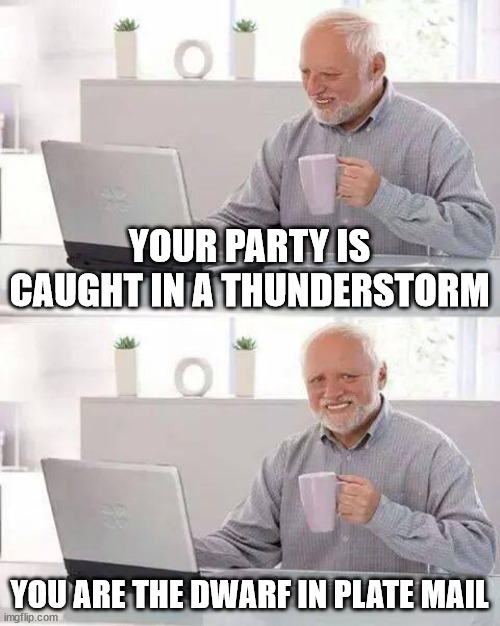 YOUR PARTY IS
CAUGHT IN A THUNDERSTORM
YOU ARE THE DWARF IN PLATE MAIL
imgflip.com